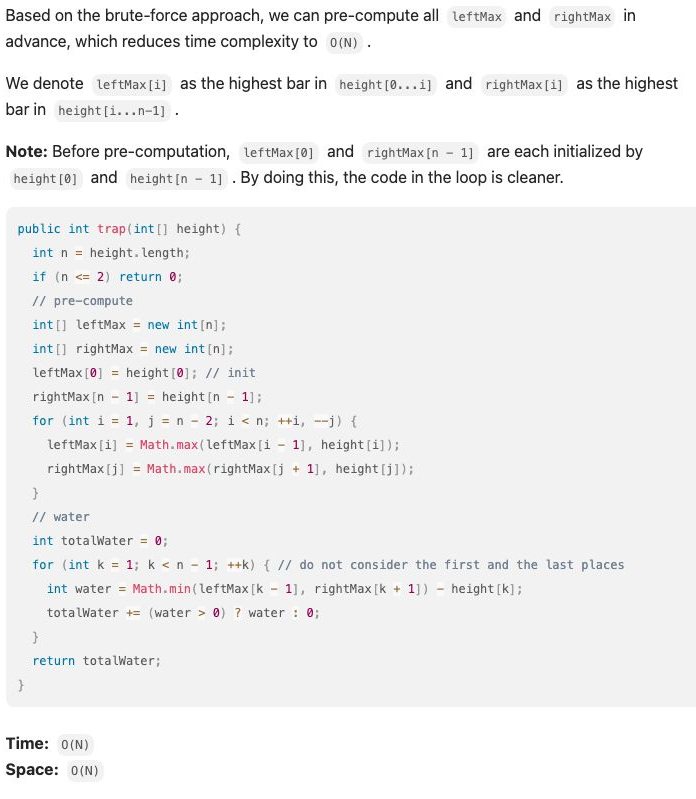 Based on the brute-force approach, we can pre-compute all leftMax and rightMax in
advance, which reduces time complexity to O(N) .
We denote leftMax[i] as the highest bar in height[0...i] and rightMax[i] as the highest
bar in height[i...n-1] .
Note: Before pre-computation, leftMax[0] and rightMax[n - 1] are each initialized by
height[0] and height[n - 1] . By doing this, the code in the loop is cleaner.
public int trap(int[] height) {
  int n = height.length;
  if (n <= 2) return 0;
  // pre-compute
  int[] leftMax = new int[n];
  int[] rightMax = new int[n];
  leftMax[0] = height[0]; // init
  rightMax[n - 1] = height[n - 1];
  for (int i = 1, j = n - 2; i < n; ++i, --j) {
    leftMax[i] = Math.max(leftMax[i - 1], height[i]);
    rightMax[j] = Math.max(rightMax[j + 1], height[j]);
  }
  // water
  int totalWater = 0;
  for (int k = 1; k < n - 1; ++k) { // do not consider the first and the last places
    int water = Math.min(leftMax[k - 1], rightMax[k + 1]) - height[k];
    totalWater += (water > 0) ? water : 0;
  }
  return totalWater;
}
Time: O(N)
Space: O(N)